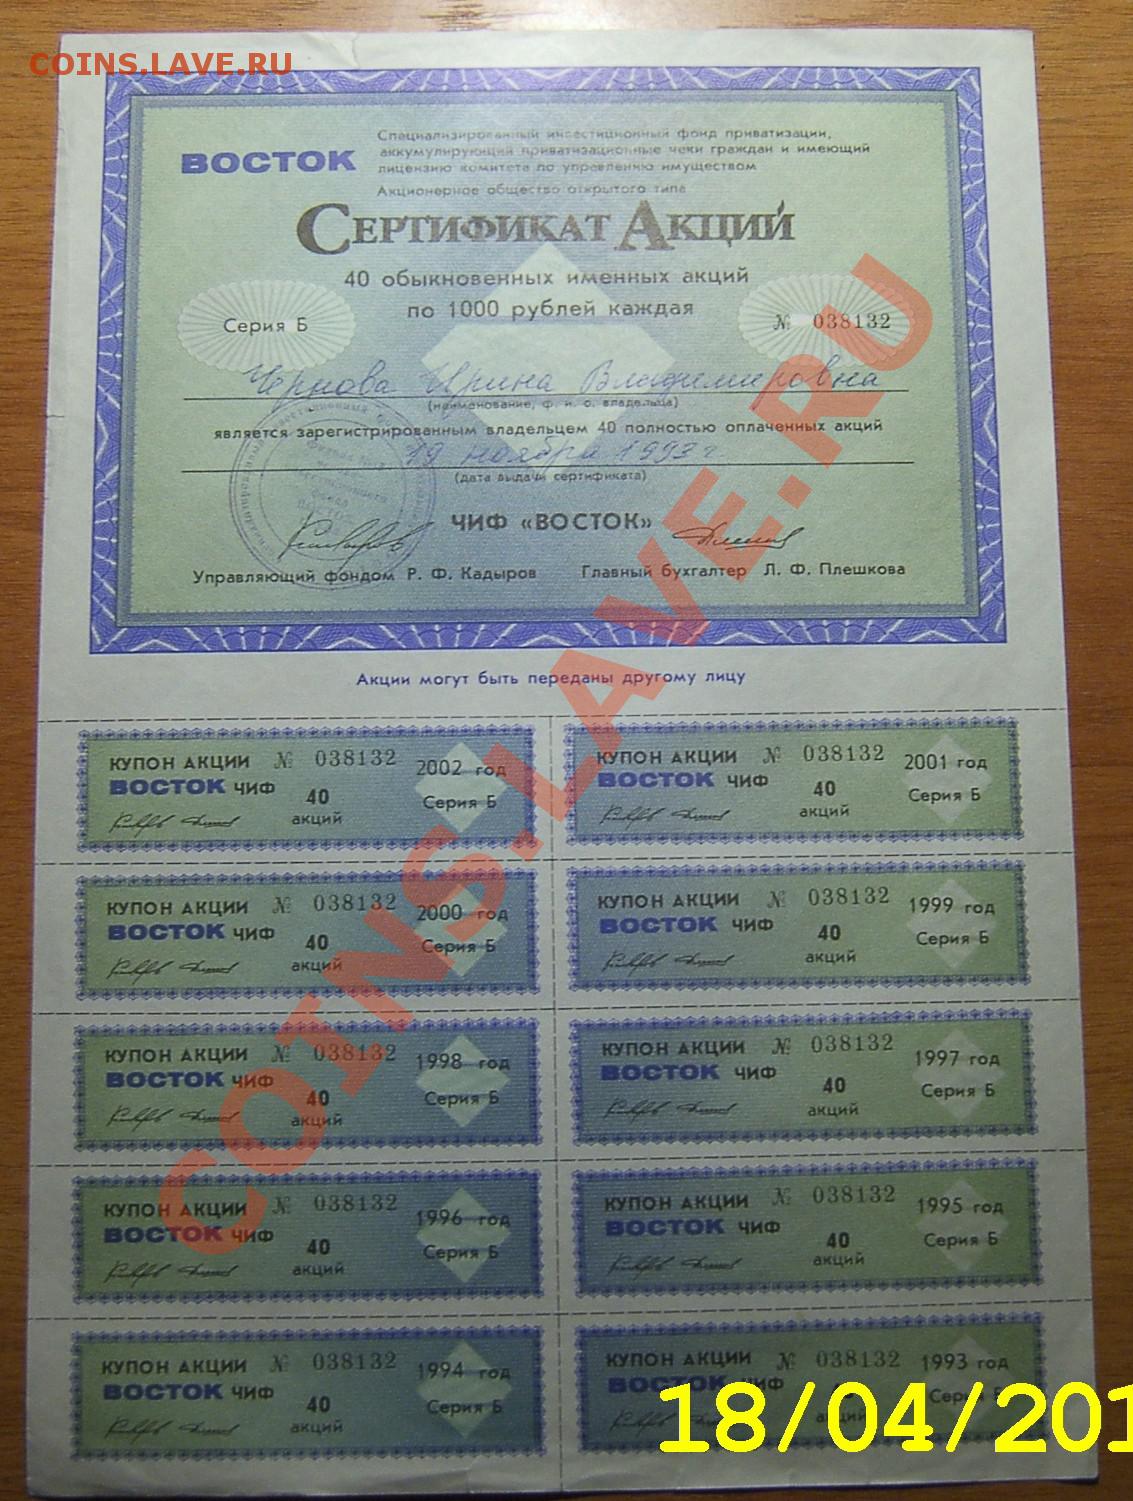 COINS.LAVE.RU
ВОСТОК
Специализированный инвестиционный фонд приватизации,
аккумулирующий приватизационные чеки граждан и имеющий
лицензию комитета по управлению имуществом
Акционерное общество открытого типа
СЕРТИФИКАТ АКЦИЙ
40 обыкновенных именных акций
по 1000 рублей каждая
Серия Б
№ 038132
Чернова Ирина Владимировна
(наименование, ф. и. о. владельца)
является зарегистрированным владельцем 40 полностью оплаченных акций
19 ноября 1993 г.
(дата выдачи сертификата)
ЧИФ «ВОСТОК»
Управляющий фондом Р. Ф. Кадыров Главный бухгалтер Л. Ф. Плешкова
Акции могут быть переданы другому лицу
КУПОН АКЦИИ № 038132 2002 год
ВОСТОК ЧИФ 40 акций Серия Б
КУПОН АКЦИИ № 038132 2001 год
ВОСТОК ЧИФ 40 акций Серия Б
КУПОН АКЦИИ № 038132 2000 год
ВОСТОК ЧИФ 40 акций Серия Б
КУПОН АКЦИИ № 038132 1999 год
ВОСТОК ЧИФ 40 акций Серия Б
КУПОН АКЦИИ № 038132 1998 год
ВОСТОК ЧИФ 40 акций Серия Б
КУПОН АКЦИИ № 038132 1997 год
ВОСТОК ЧИФ 40 акций Серия Б
КУПОН АКЦИИ № 038132 1996 год
ВОСТОК ЧИФ 40 акций Серия Б
КУПОН АКЦИИ № 038132 1995 год
ВОСТОК ЧИФ 40 акций Серия Б
КУПОН АКЦИИ № 038132 1994 год
ВОСТОК ЧИФ 40 акций Серия Б
КУПОН АКЦИИ № 038132 1993 год
ВОСТОК ЧИФ акций Серия Б
COINS.LAVE.RU
18/04/201